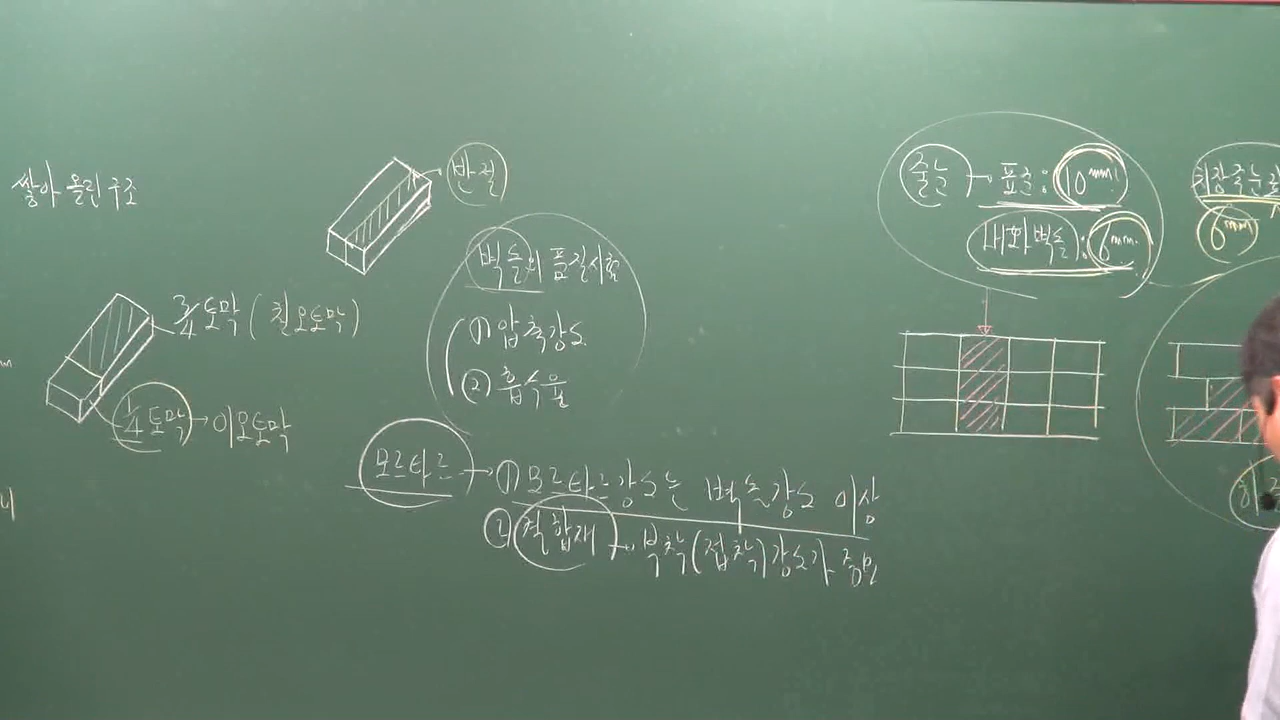 쌓아 올린 구조
반절
3/4 토막 ( 칠오토막 )
1/4 토막 → 이오토막
벽돌의 품질시험
① 압축강도
② 흡수율
모르타르 → ① 모르타르강도는 벽돌강도 이상
② 접합재 → 부착(접착)강도가 중요
줄눈 → 표준: 10mm
내화벽돌: 6mm
치장줄눈
6mm